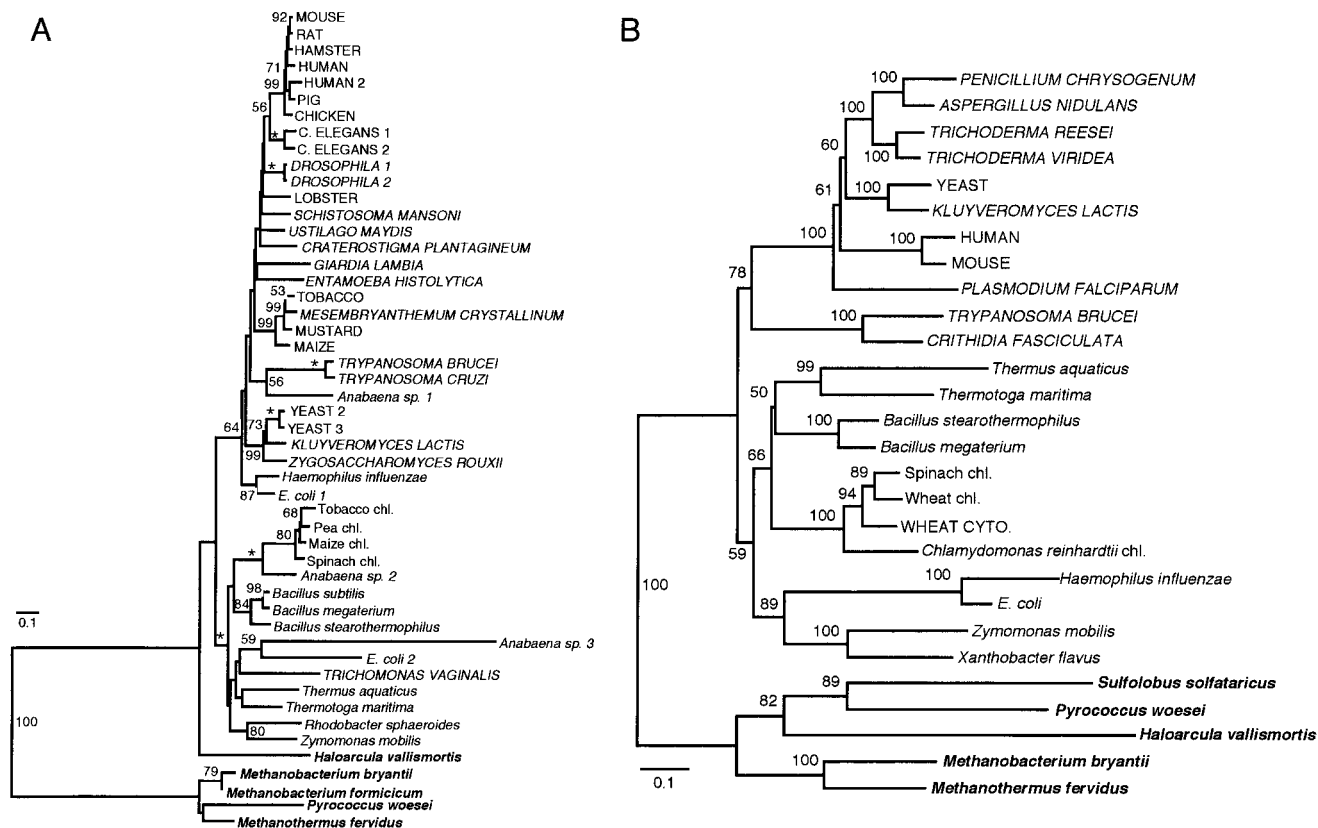 A
92
MOUSE
RAT
HAMSTER
71
HUMAN
99
HUMAN 2
PIG
56
CHICKEN
*
C. ELEGANS 1
C. ELEGANS 2
*
DROSOPHILA 1
DROSOPHILA 2
LOBSTER
SCHISTOSOMA MANSONI
USTILAGO MAYDIS
CRATEROSTIGMA PLANTAGINEUM
GIARDIA LAMBIA
ENTAMOEBA HISTOLYTICA
53
TOBACCO
99
MESEMBRYANTHEMUM CRYSTALLINUM
99
MUSTARD
MAIZE
*
TRYPANOSOMA BRUCEI
56
TRYPANOSOMA CRUZI
Anabaena sp. 1
*
YEAST 2
64
73
YEAST 3
KLUYVEROMYCES LACTIS
99
ZYGOSACCHAROMYCES ROUXII
Haemophilus influenzae
87
E. coli 1
68
Tobacco chl.
Pea chl.
80
Maize chl.
*
Spinach chl.
Anabaena sp. 2
98
Bacillus subtilis
84
Bacillus megaterium
Bacillus stearothermophilus
0.1
*
59
Anabaena sp. 3
E. coli 2
TRICHOMONAS VAGINALIS
Thermus aquaticus
Thermotoga maritima
100
Rhodobacter sphaeroides
80
Zymomonas mobilis
Haloarcula vallismortis
79
Methanobacterium bryantii
Methanobacterium formicicum
Pyrococcus woesei
Methanothermus fervidus
B
100
PENICILLIUM CHRYSOGENUM
100
ASPERGILLUS NIDULANS
TRICHODERMA REESEI
60
100
TRICHODERMA VIRIDEA
61
100
YEAST
KLUYVEROMYCES LACTIS
100
100
HUMAN
MOUSE
78
PLASMODIUM FALCIPARUM
100
TRYPANOSOMA BRUCEI
CRITHIDIA FASCICULATA
99
Thermus aquaticus
50
Thermotoga maritima
100
Bacillus stearothermophilus
66
Bacillus megaterium
89
Spinach chl.
94
Wheat chl.
100
WHEAT CYTO.
59
Chlamydomonas reinhardtii chl.
100
100
Haemophilus influenzae
89
E. coli
100
Zymomonas mobilis
Xanthobacter flavus
89
Sulfolobus solfataricus
82
Pyrococcus woesei
Haloarcula vallismortis
0.1
100
Methanobacterium bryantii
Methanothermus fervidus